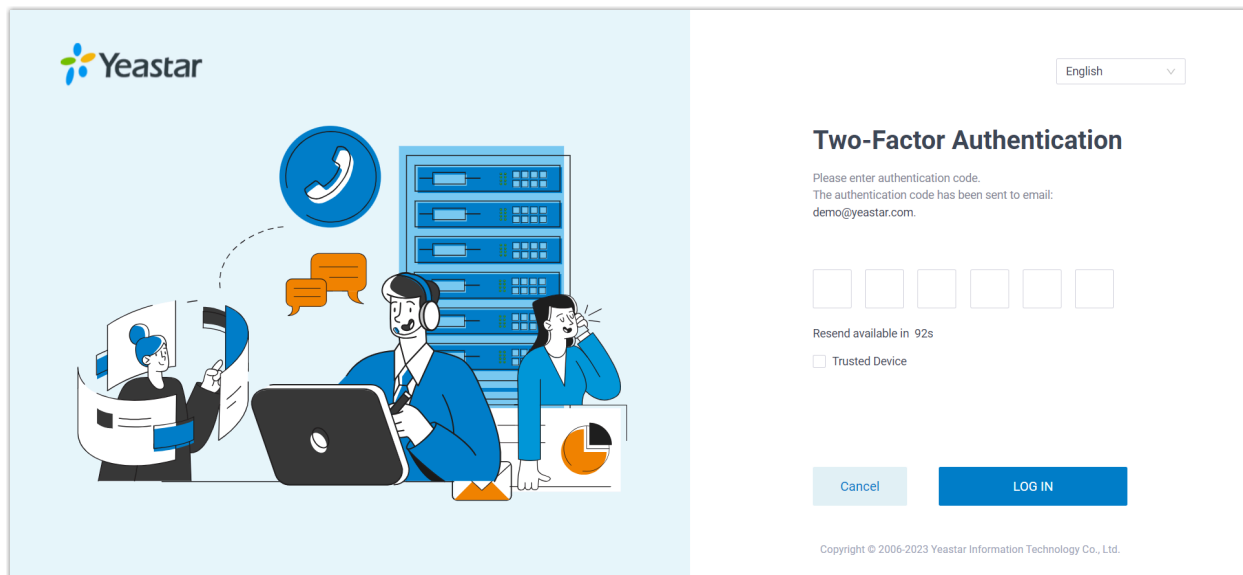 Yeastar
English
Two-Factor Authentication
Please enter authentication code.
The authentication code has been sent to email:
demo@yeastar.com.
Resend available in 92s
Trusted Device
Cancel
LOG IN
Copyright © 2006-2023 Yeastar Information Technology Co., Ltd.